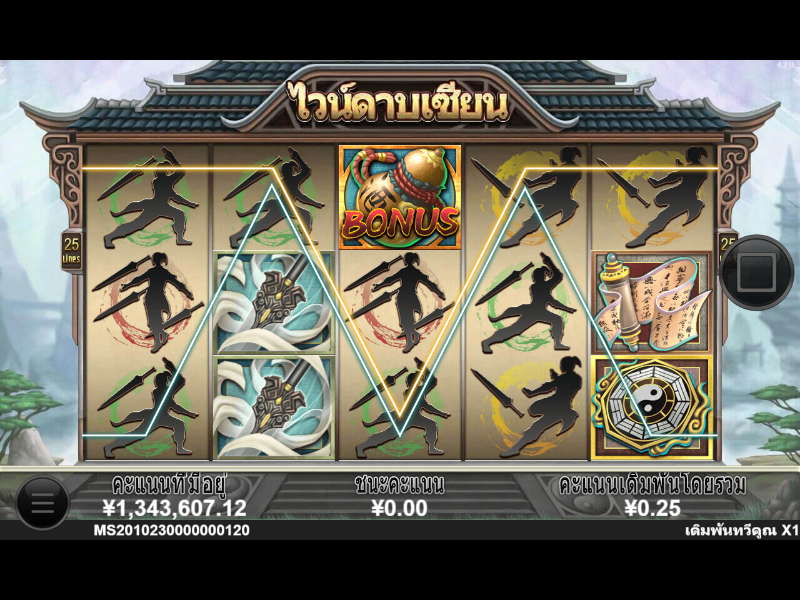 ไวน์ดาบเซียน
BONUS
25
Lines
25
คะแนนที่มีอยู่
ชนะคะแนน
คะแนนเดิมพันโดยรวม
¥1,343,607.12
¥0.00
¥0.25
MS2010230000000120
เดิมพันทวีคูณ X1